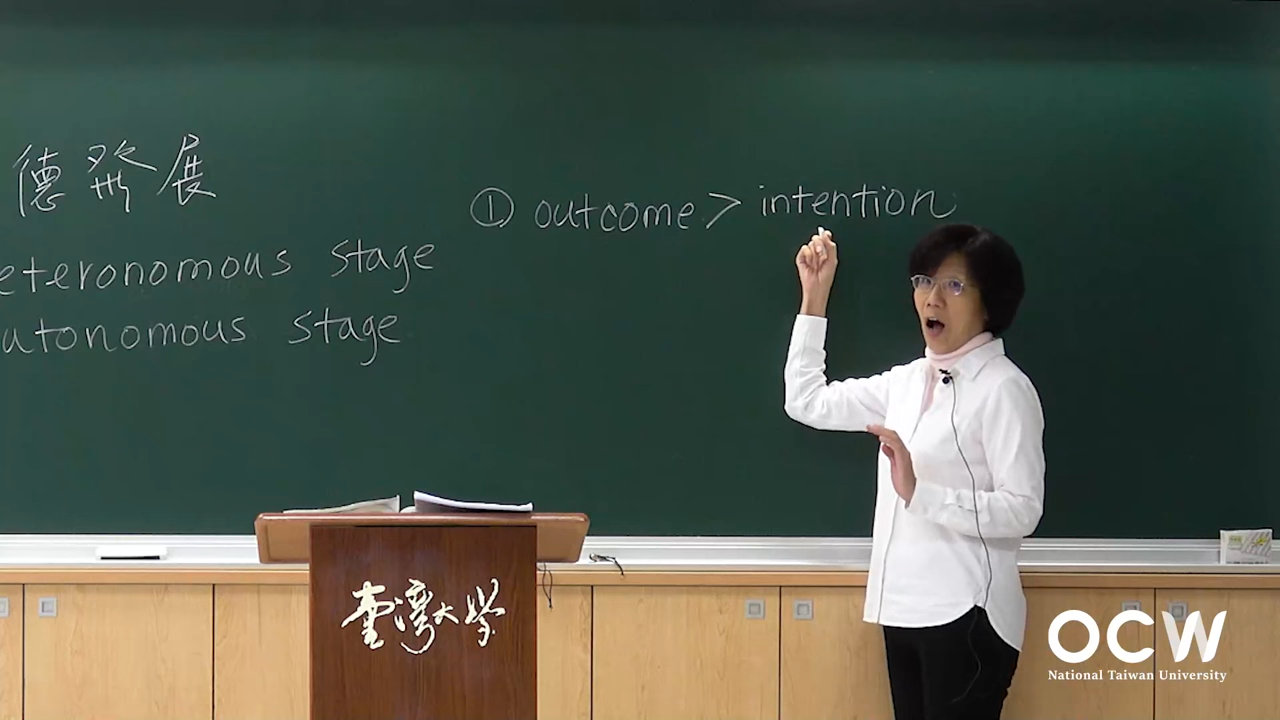 德發展
eteronomous stage
utonomous stage
① outcome > intention
臺灣大學
OCW
National Taiwan University